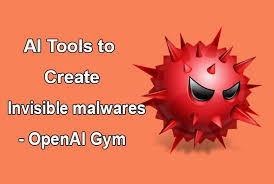 AI Tools to
Create
Invisible malwares
- OpenAI Gym